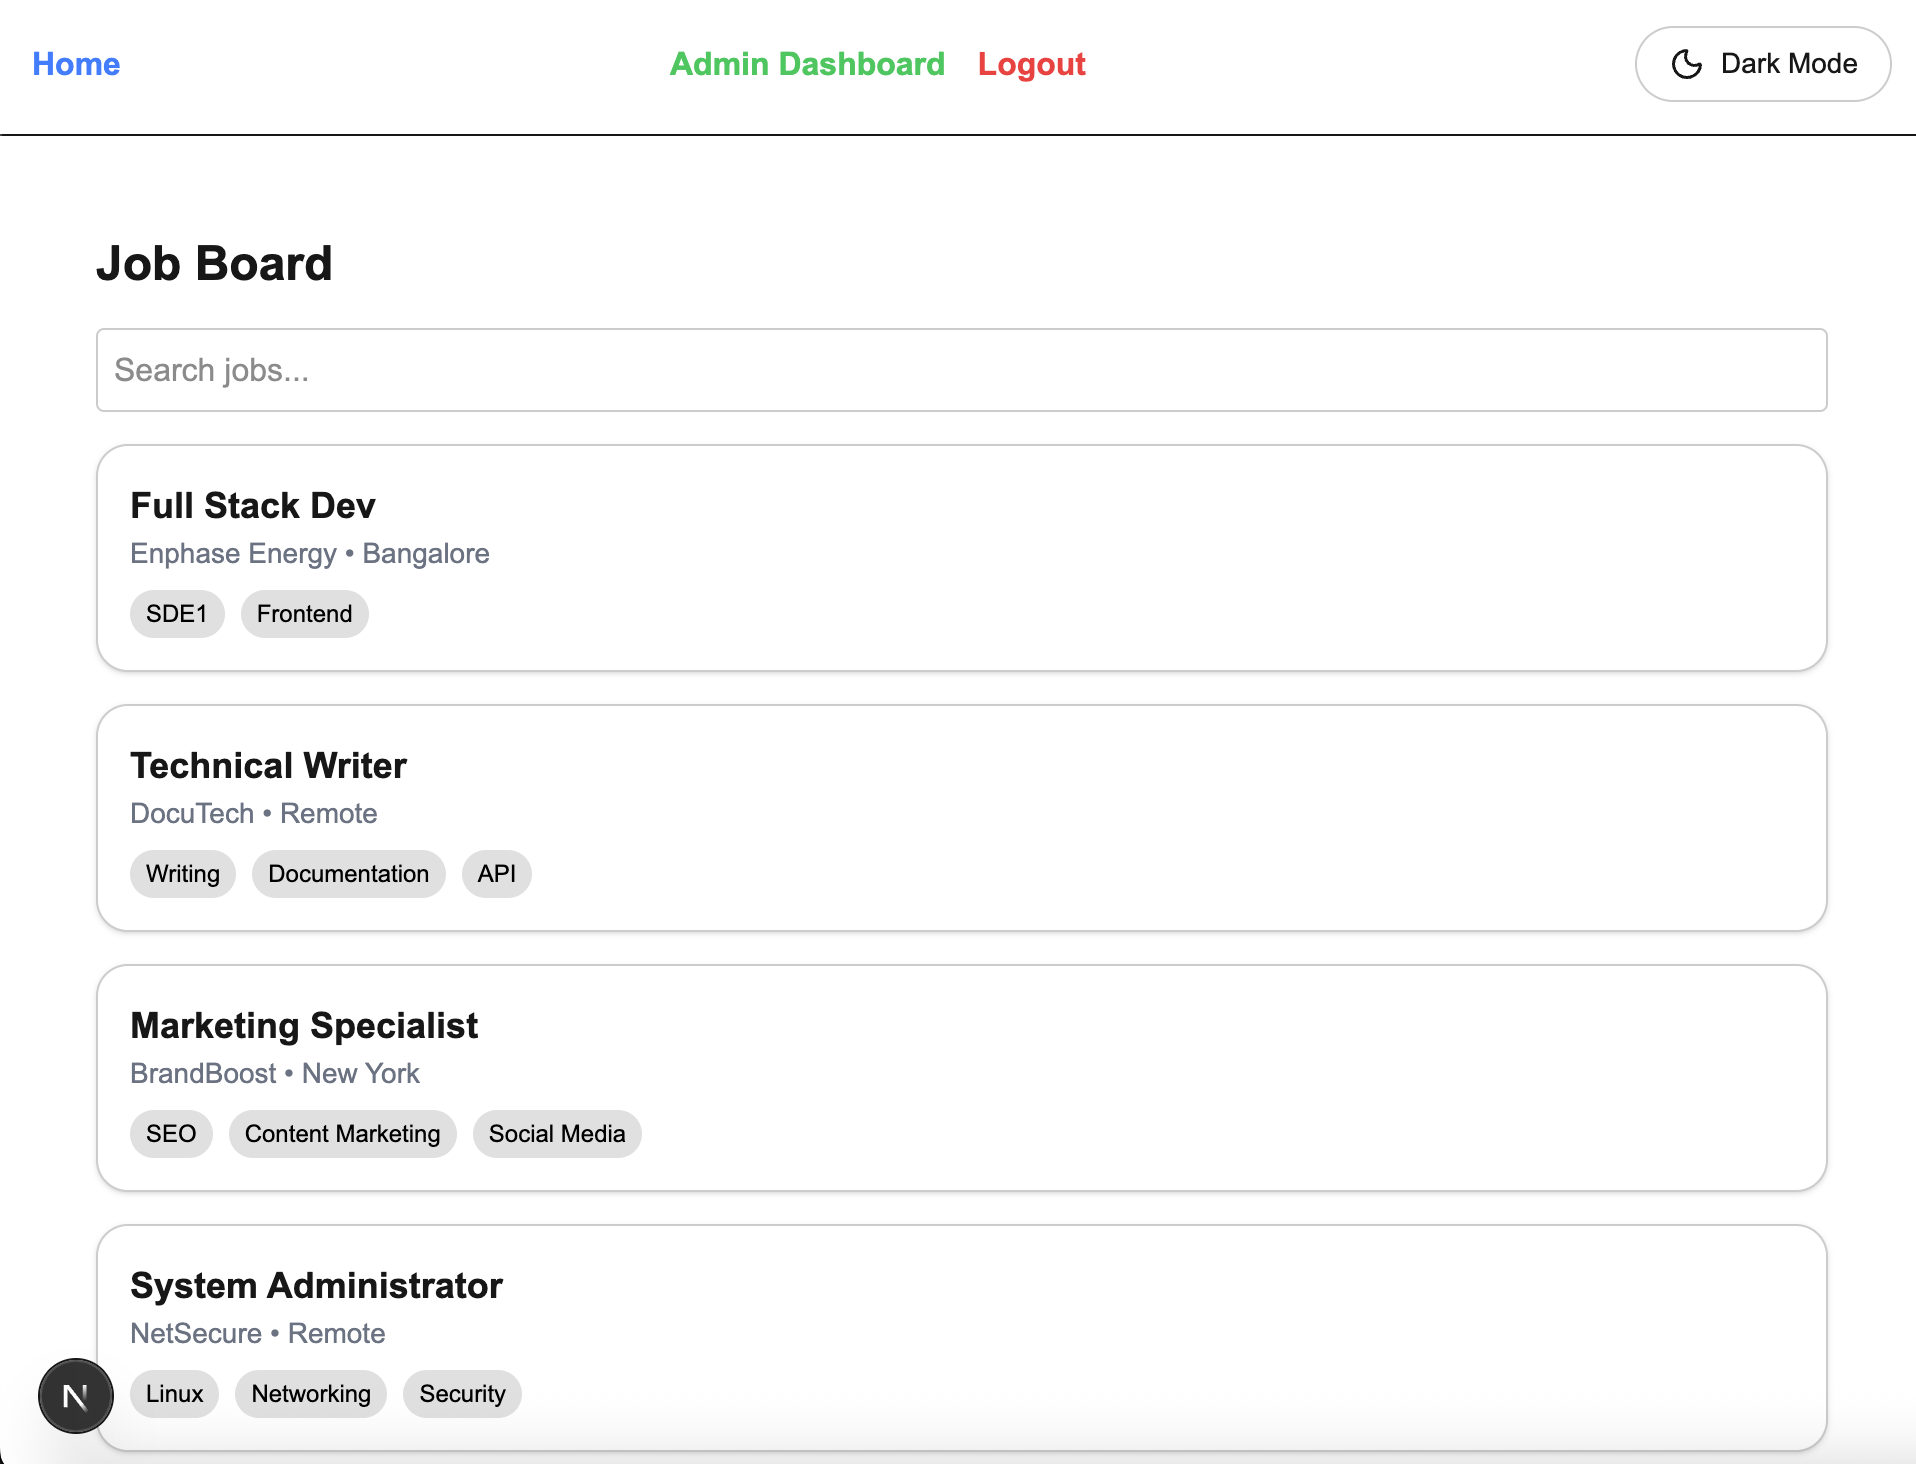 Home
Admin Dashboard Logout
Dark Mode
Job Board
Search jobs...
Full Stack Dev
Enphase Energy • Bangalore
SDE1 Frontend
Technical Writer
DocuTech • Remote
Writing Documentation API
Marketing Specialist
BrandBoost • New York
SEO Content Marketing Social Media
System Administrator
NetSecure • Remote
Linux Networking Security
N